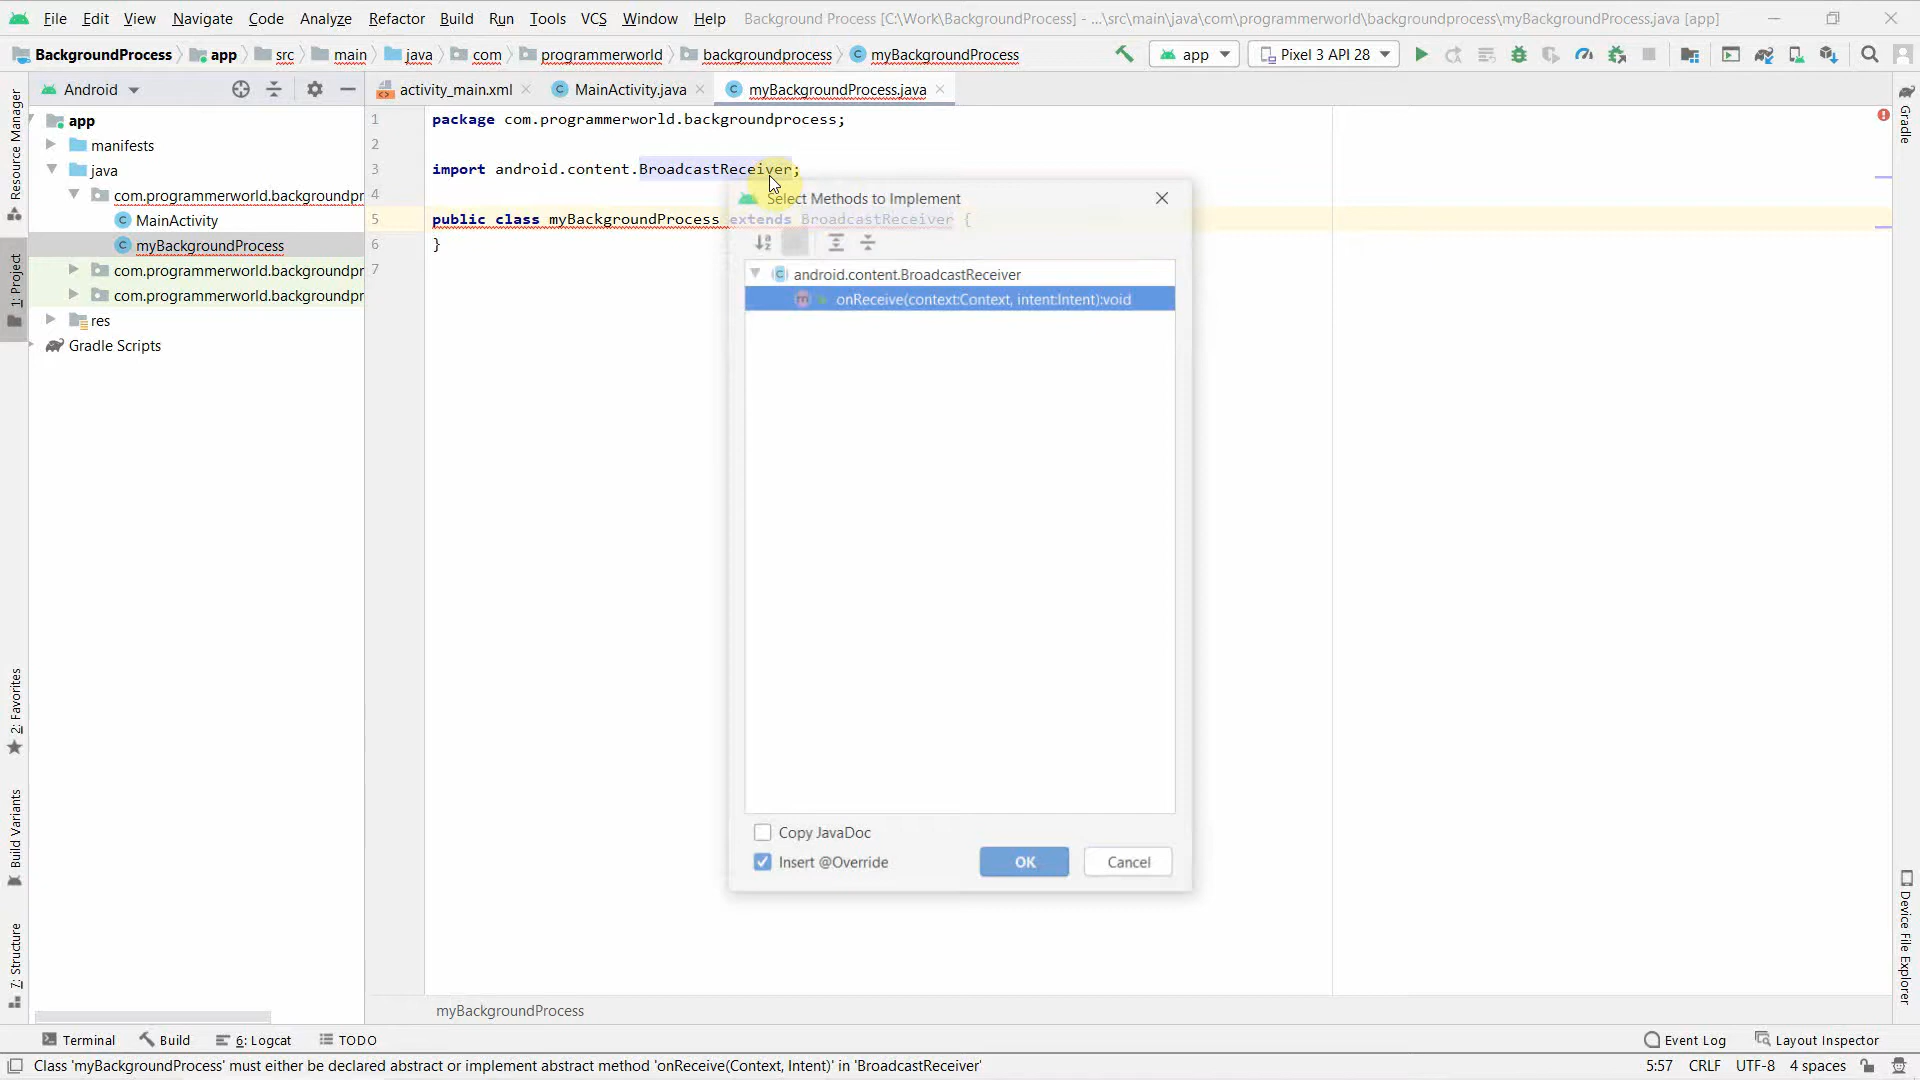 File Edit View Navigate Code Analyze Refactor Build Run Tools VCS Window Help Background Process [C:\Work\BackgroundProcess] - ...\src\main\java\com\programmerworld\backgroundprocess\myBackgroundProcess.java [app]
BackgroundProcess app src main java com programmerworld backgroundprocess myBackgroundProcess app Pixel 3 API 28
Android activity_main.xml MainActivity.java myBackgroundProcess.java
app
manifests
java
com.programmerworld.backgroundpr
MainActivity
myBackgroundProcess
com.programmerworld.backgroundpr
com.programmerworld.backgroundpr
res
Gradle Scripts
1 package com.programmerworld.backgroundprocess;
2
3 import android.content.BroadcastReceiver;
4
5 public class myBackgroundProcess extends BroadcastReceiver {
6 }
7
Select Methods to Implement
android.content.BroadcastReceiver
onReceive(context:Context, intent:Intent):void
Copy JavaDoc
Insert @Override
OK Cancel
Resource Manager
1: Project
2: Favorites
Build Variants
7: Structure
Gradle
Device File Explorer
myBackgroundProcess
Terminal Build 6: Logcat TODO Event Log Layout Inspector
Class 'myBackgroundProcess' must either be declared abstract or implement abstract method 'onReceive(Context, Intent)' in 'BroadcastReceiver' 5:57 CRLF UTF-8 4 spaces